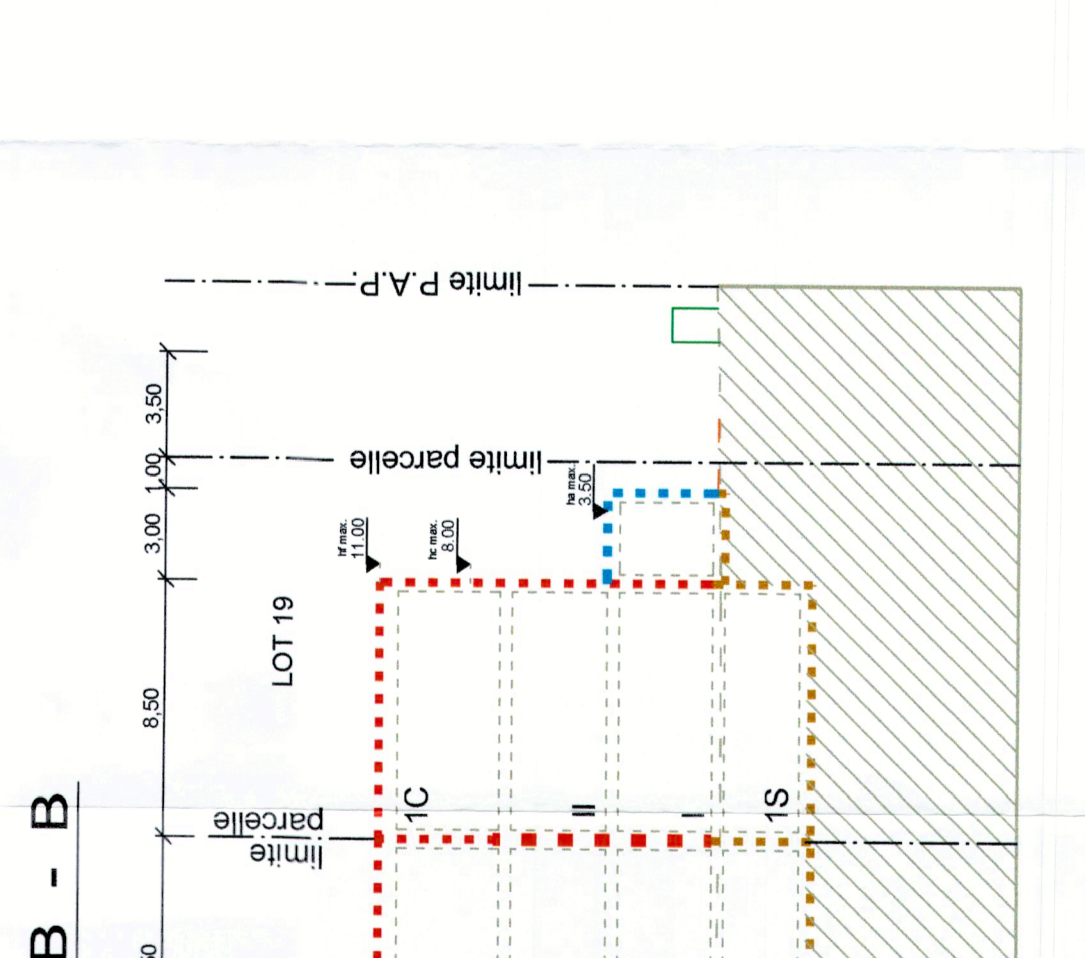 limite P.A.P.
3,50
limite parcelle
1,00
3,00
ha max.
3.50
hf max.
11.00
hc max.
8.00
LOT 19
8,50
1C
II
I
1S
limite
parcelle
B - B